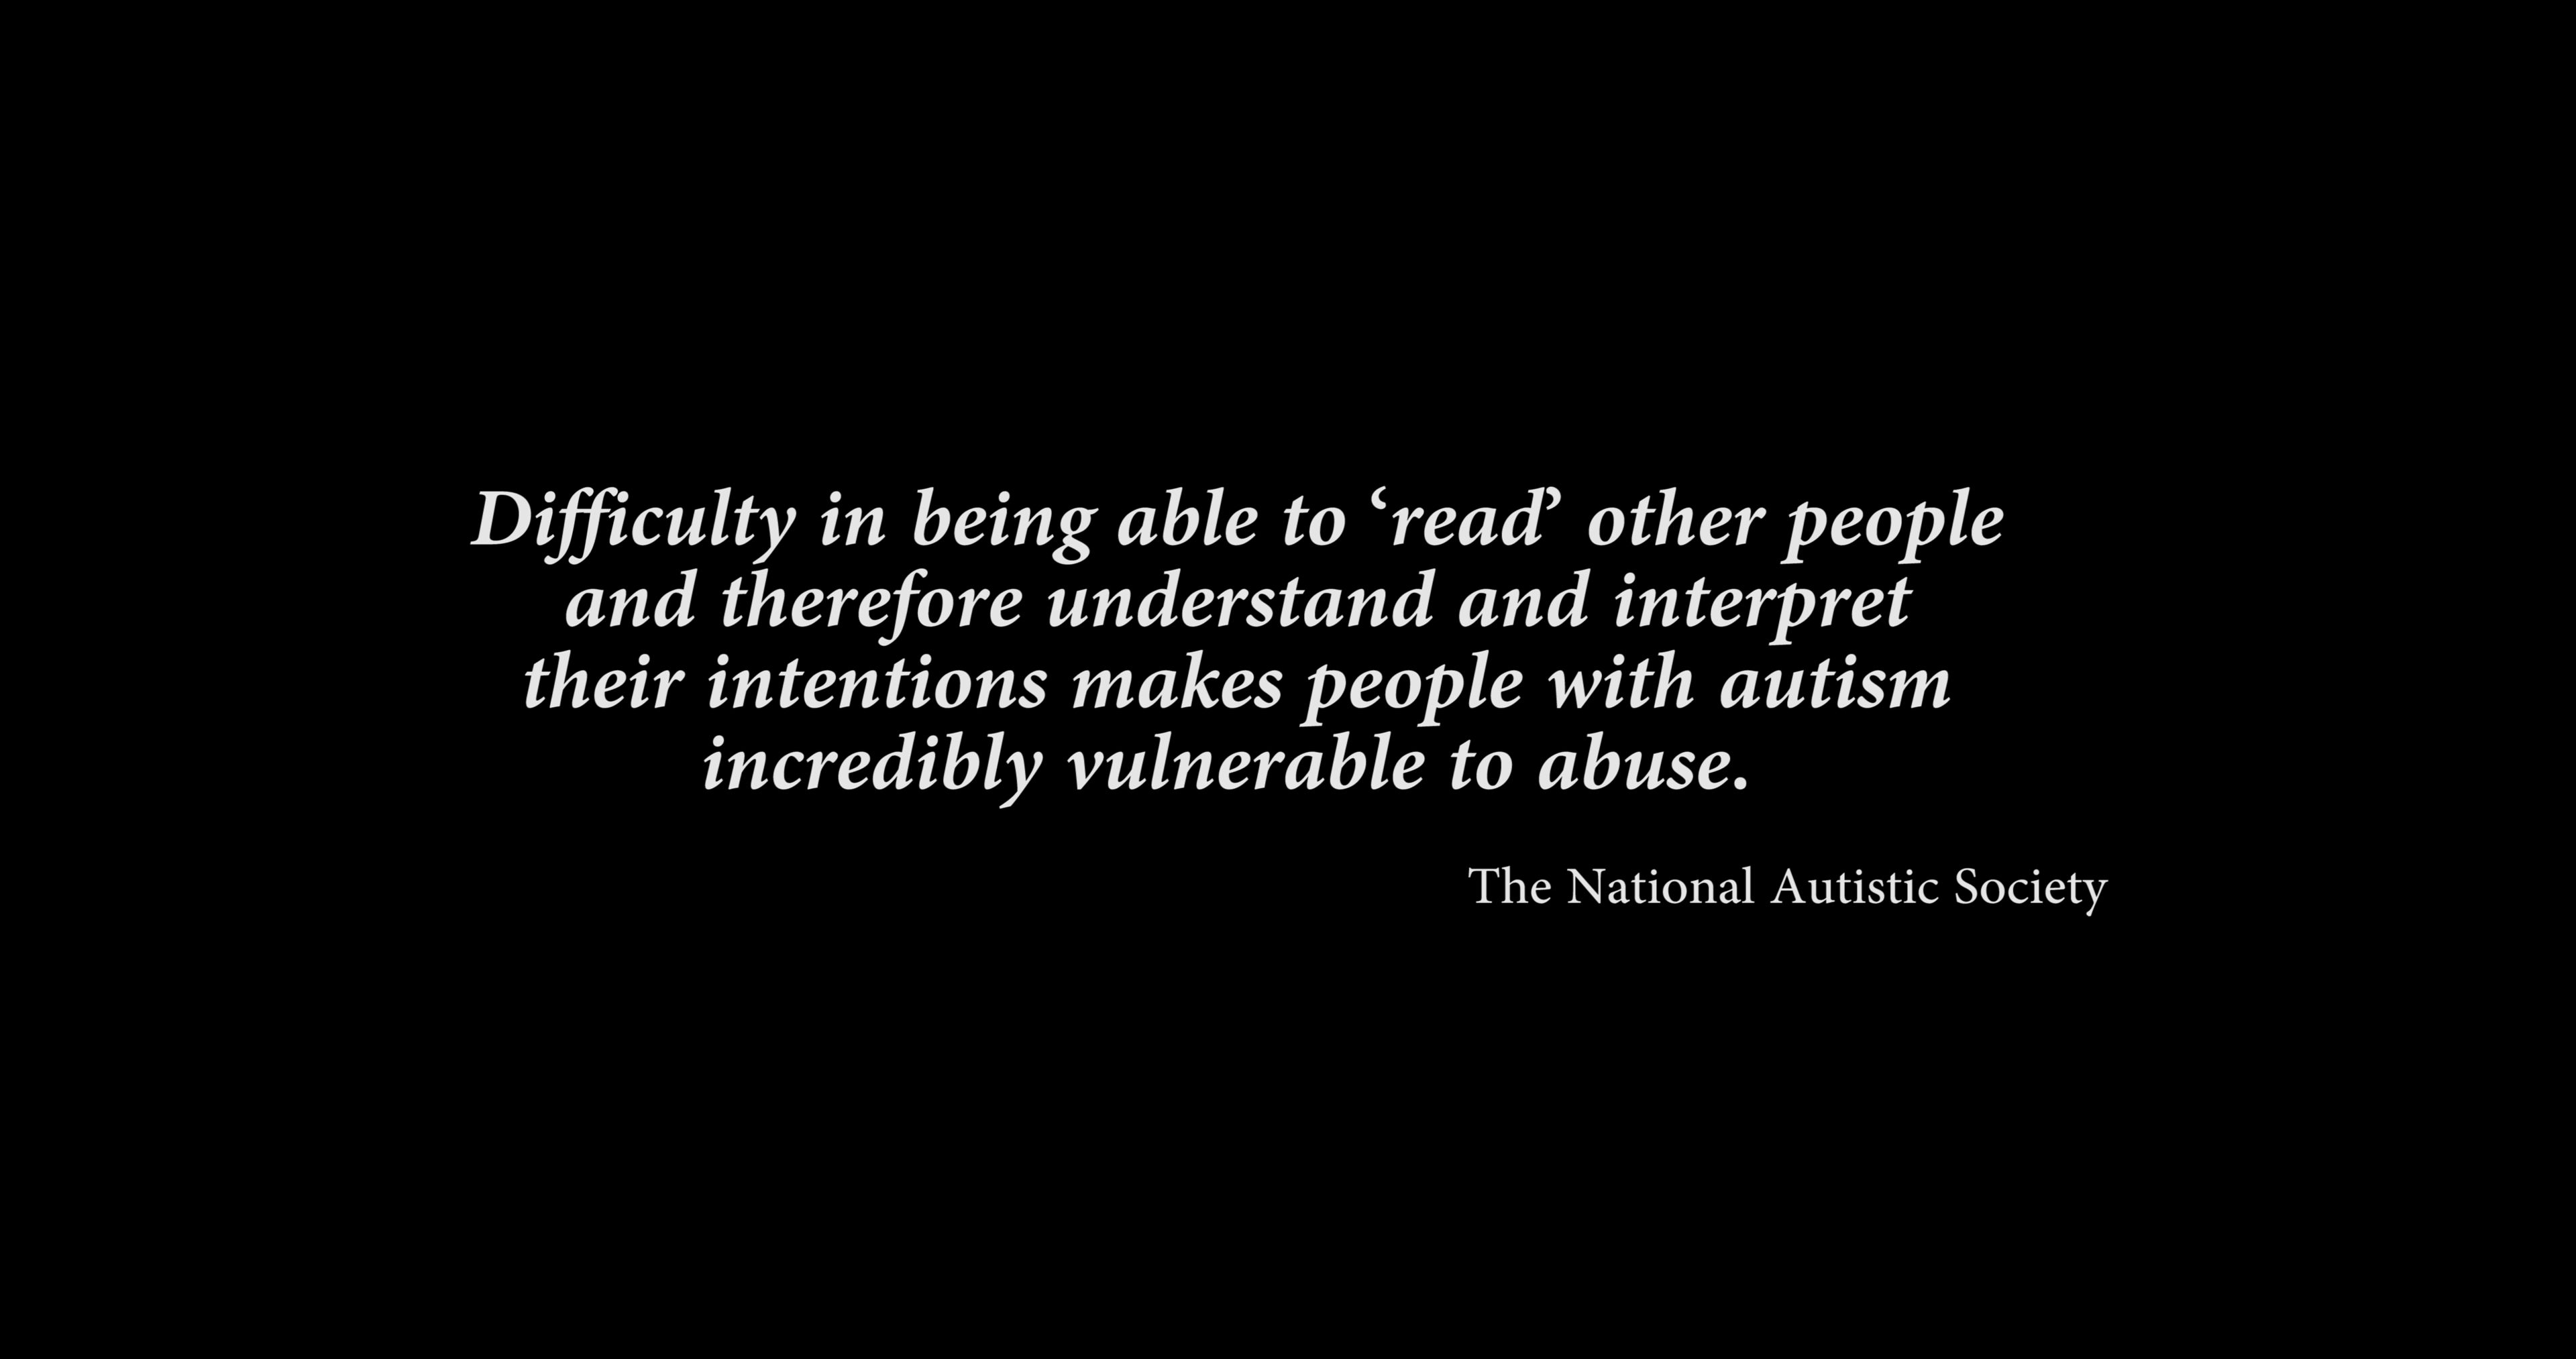 Difficulty in being able to ‘read’ other people
and therefore understand and interpret
their intentions makes people with autism
incredibly vulnerable to abuse.
The National Autistic Society